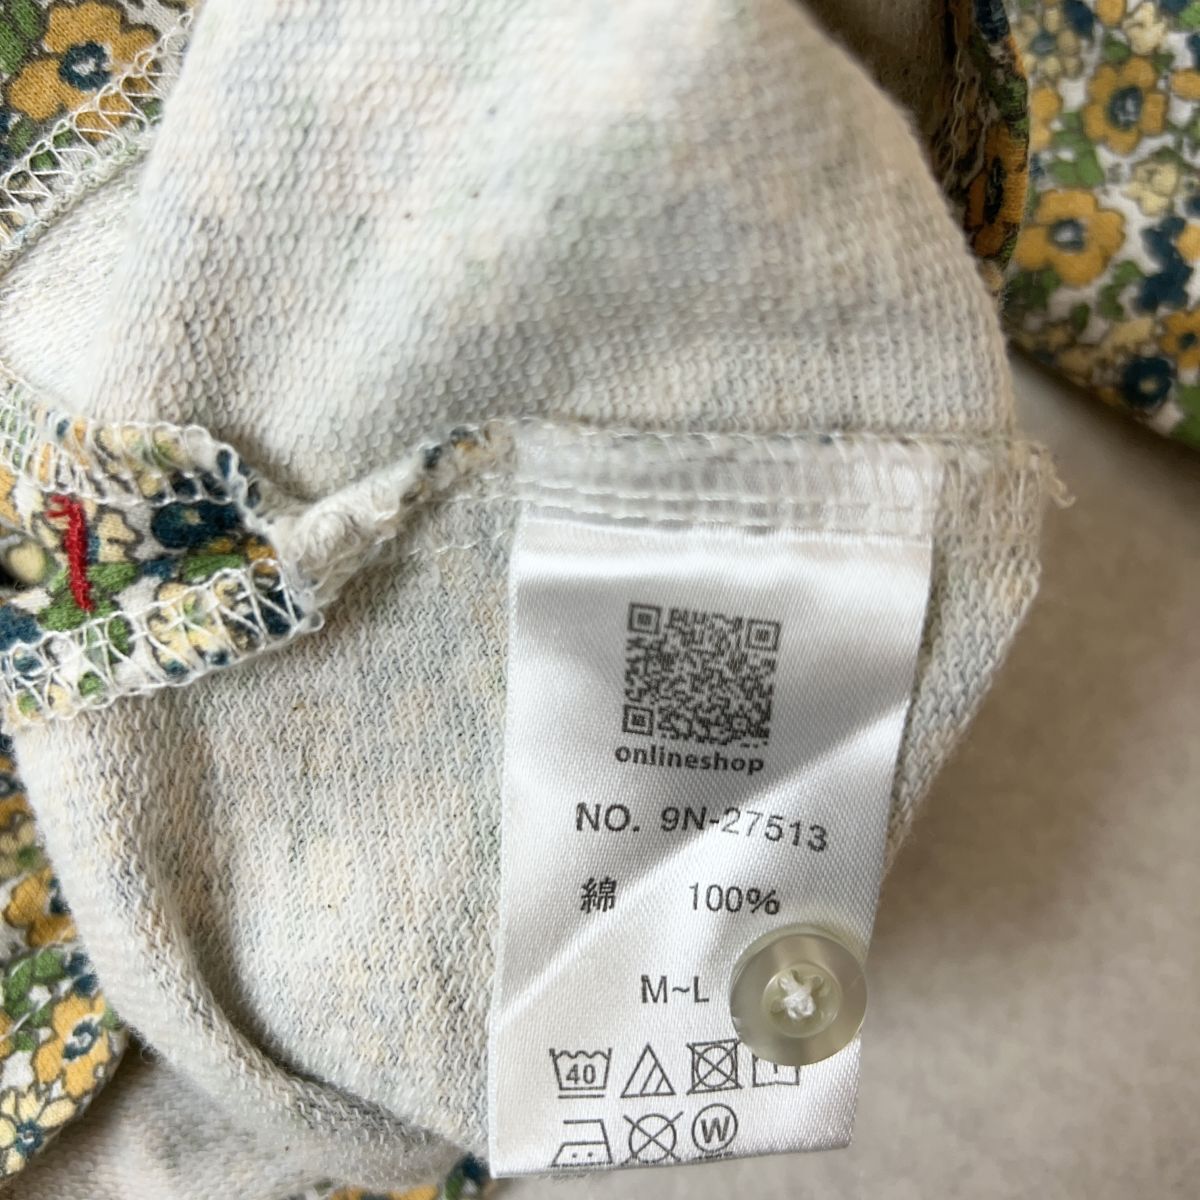 onlineshop
NO. 9N-27513
綿 100%
M~L
40
W